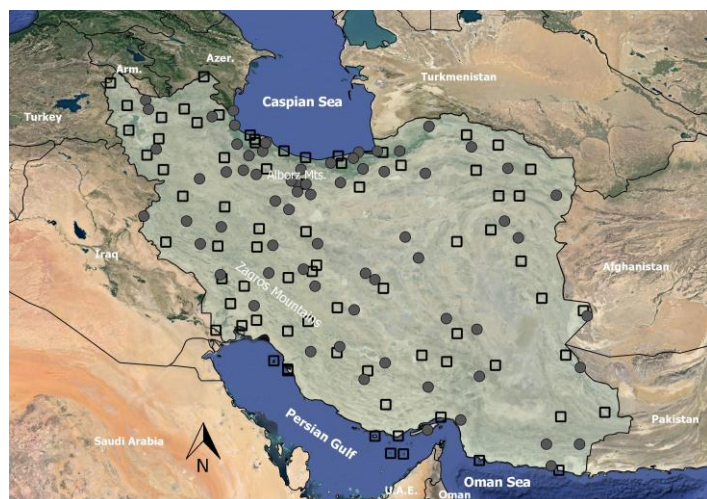 Azer.
Arm.
Turkmenistan
Caspian Sea
Turkey
Alborz Mts.
Iraq
Afghanistan
Zagros Mountains
Persian Gulf
Pakistan
Saudi Arabia
N
Oman Sea
U.A.E.
Oman